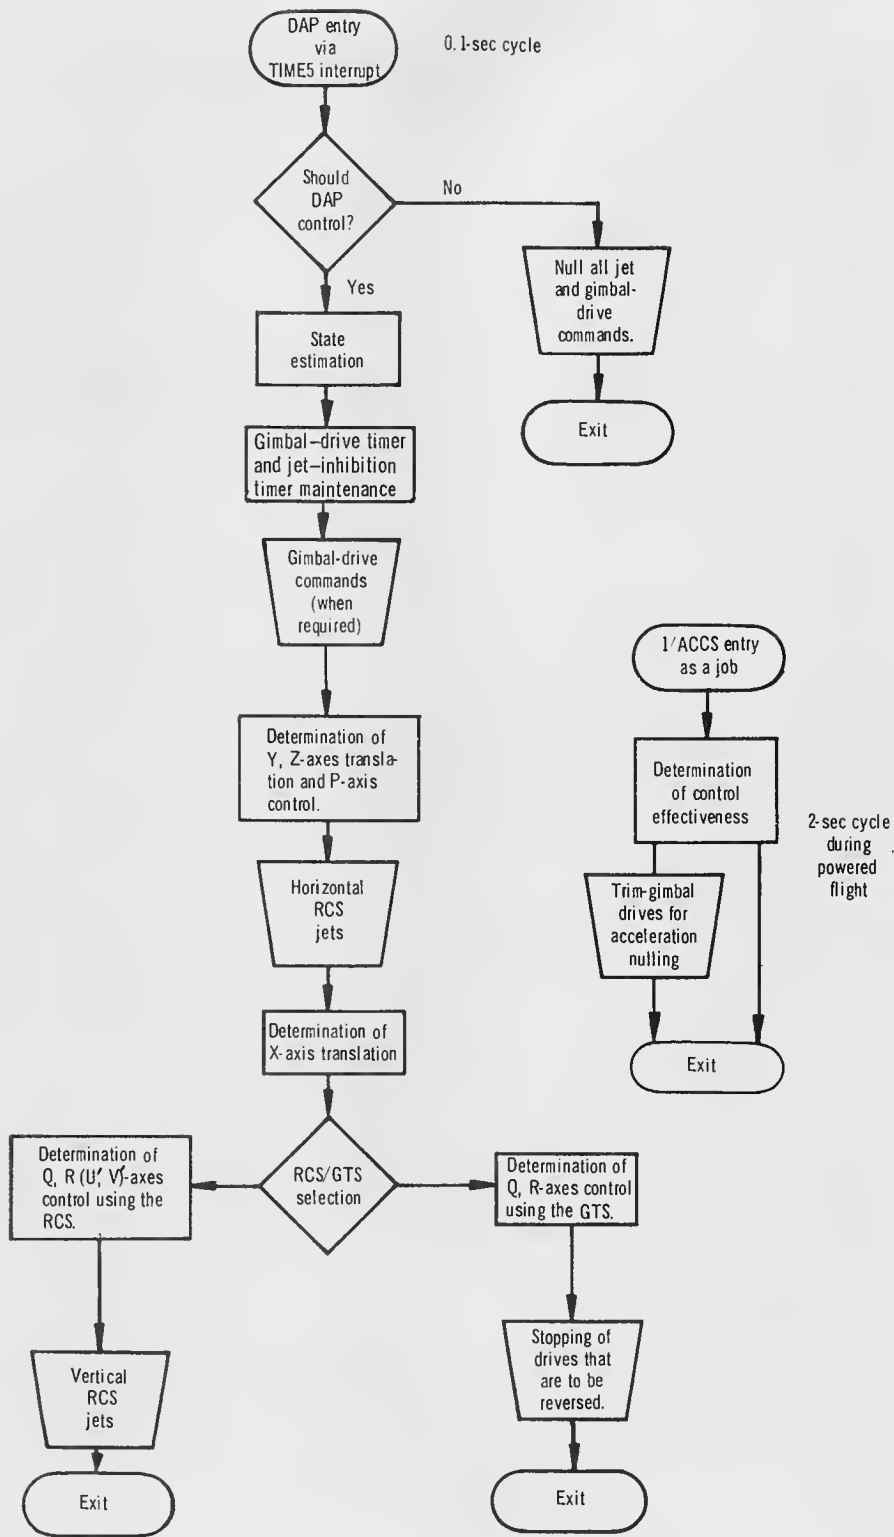 DAP entry
via
TIME5 interrupt
0.1-sec cycle
Should
DAP
control?
No
Yes
Null all jet
and gimbal-
drive
commands.
Exit
State
estimation
Gimbal-drive timer
and jet-inhibition
timer maintenance
Gimbal-drive
commands
(when
required)
Determination of
Y, Z-axes transla-
tion and P-axis
control.
Horizontal
RCS
jets
Determination of
X-axis translation
RCS/GTS
selection
Determination of
Q, R (U', V')-axes
control using the
RCS.
Vertical
RCS
jets
Exit
Determination of
Q, R-axes control
using the GTS.
Stopping of
drives that
are to be
reversed.
Exit
1/ACCS entry
as a job
Determination
of control
effectiveness
2-sec cycle
during
powered
flight
Trim-gimbal
drives for
acceleration
nulling
Exit